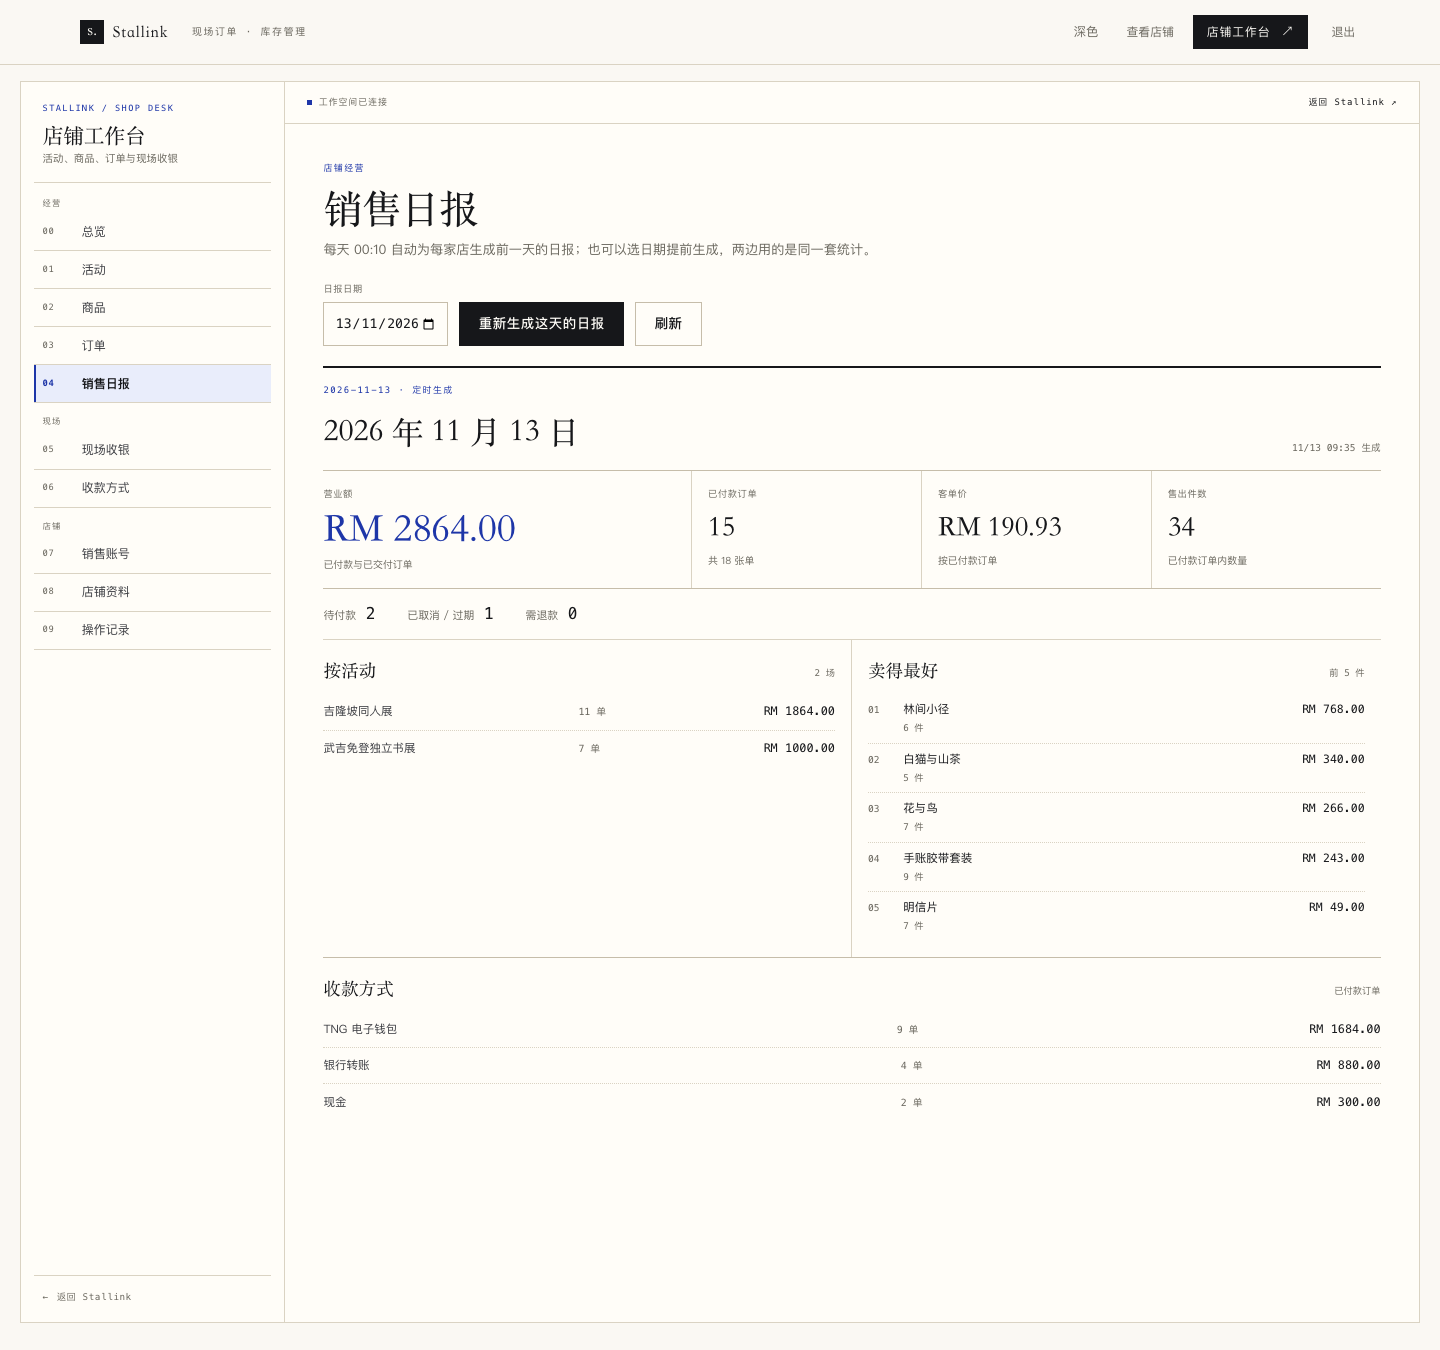 S. Stallink 现场订单 · 库存管理
深色 查看店铺 店铺工作台 ↗ 退出
STALLINK / SHOP DESK
店铺工作台
活动、商品、订单与现场收银
经营
00 总览
01 活动
02 商品
03 订单
04 销售日报
现场
05 现场收银
06 收款方式
店铺
07 销售账号
08 店铺资料
09 操作记录
← 返回 Stallink
工作空间已连接
返回 Stallink ↗
店铺经营
销售日报
每天 00:10 自动为每家店生成前一天的日报；也可以选日期提前生成，两边用的是同一套统计。
日报日期
13/11/2026 重新生成这天的日报 刷新
2026-11-13 · 定时生成
2026 年 11 月 13 日
11/13 09:35 生成
营业额
RM 2864.00
已付款与已交付订单
已付款订单
15
共 18 张单
客单价
RM 190.93
按已付款订单
售出件数
34
已付款订单内数量
待付款 2 已取消 / 过期 1 需退款 0
按活动 2 场
吉隆坡同人展 11 单 RM 1864.00
武吉免登独立书展 7 单 RM 1000.00
卖得最好 前 5 件
01 林间小径 RM 768.00
6 件
02 白猫与山茶 RM 340.00
5 件
03 花与鸟 RM 266.00
7 件
04 手账胶带套装 RM 243.00
9 件
05 明信片 RM 49.00
7 件
收款方式 已付款订单
TNG 电子钱包 9 单 RM 1684.00
银行转账 4 单 RM 880.00
现金 2 单 RM 300.00